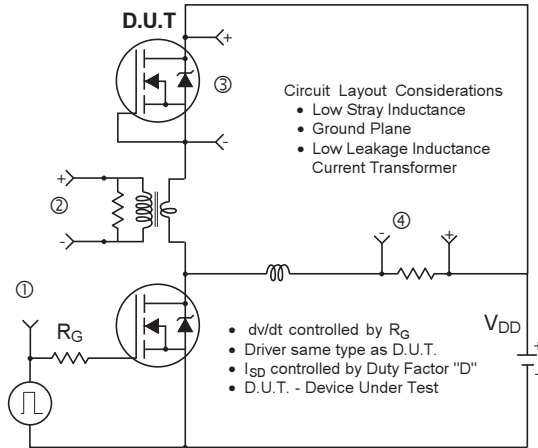 D.U.T
+
③
-
Circuit Layout Considerations
• Low Stray Inductance
• Ground Plane
• Low Leakage Inductance
Current Transformer
+
②
-
④
- +
①
RG
VDD
+
-
• dv/dt controlled by RG
• Driver same type as D.U.T.
• ISD controlled by Duty Factor "D"
• D.U.T. - Device Under Test